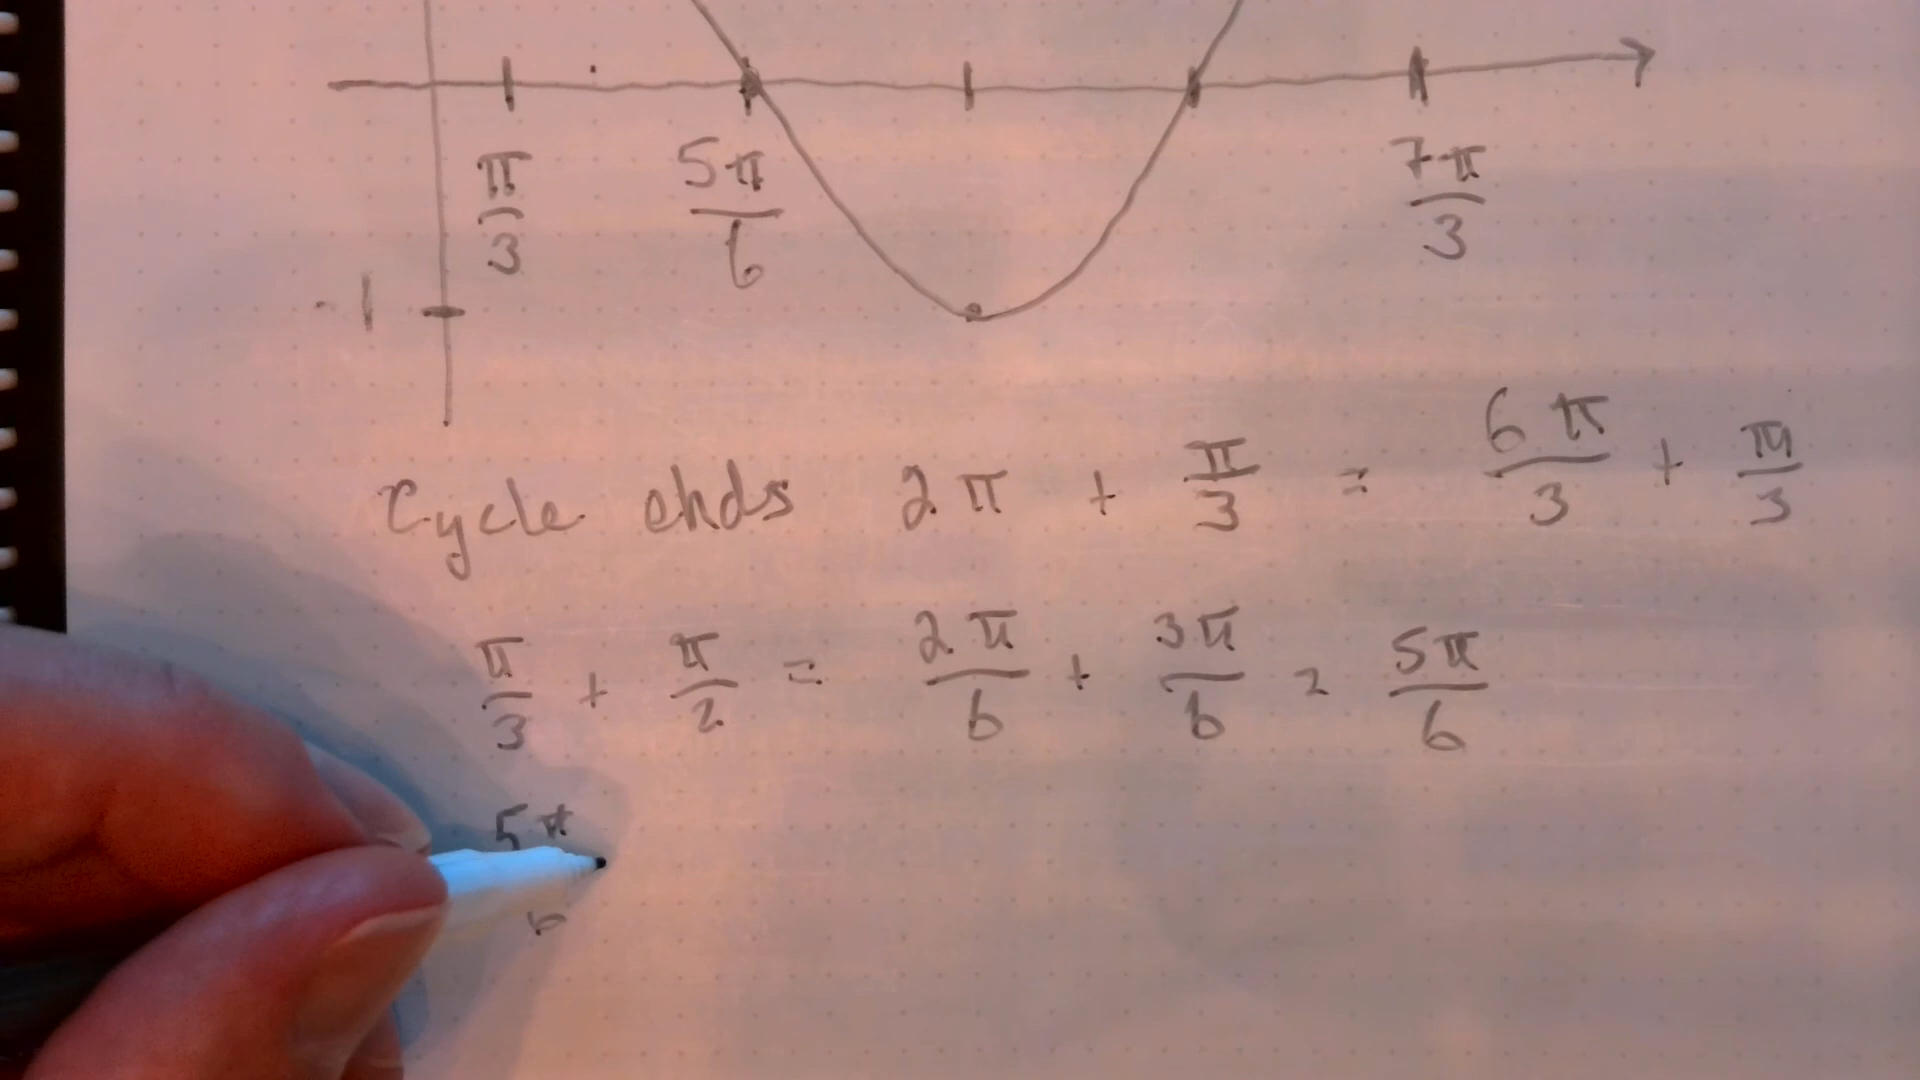 π/3 5π/6 7π/3
-1
Cycle ends 2π + π/3 = 6π/3 + π/3
π/3 + π/2 = 2π/6 + 3π/6 = 5π/6
5π/6